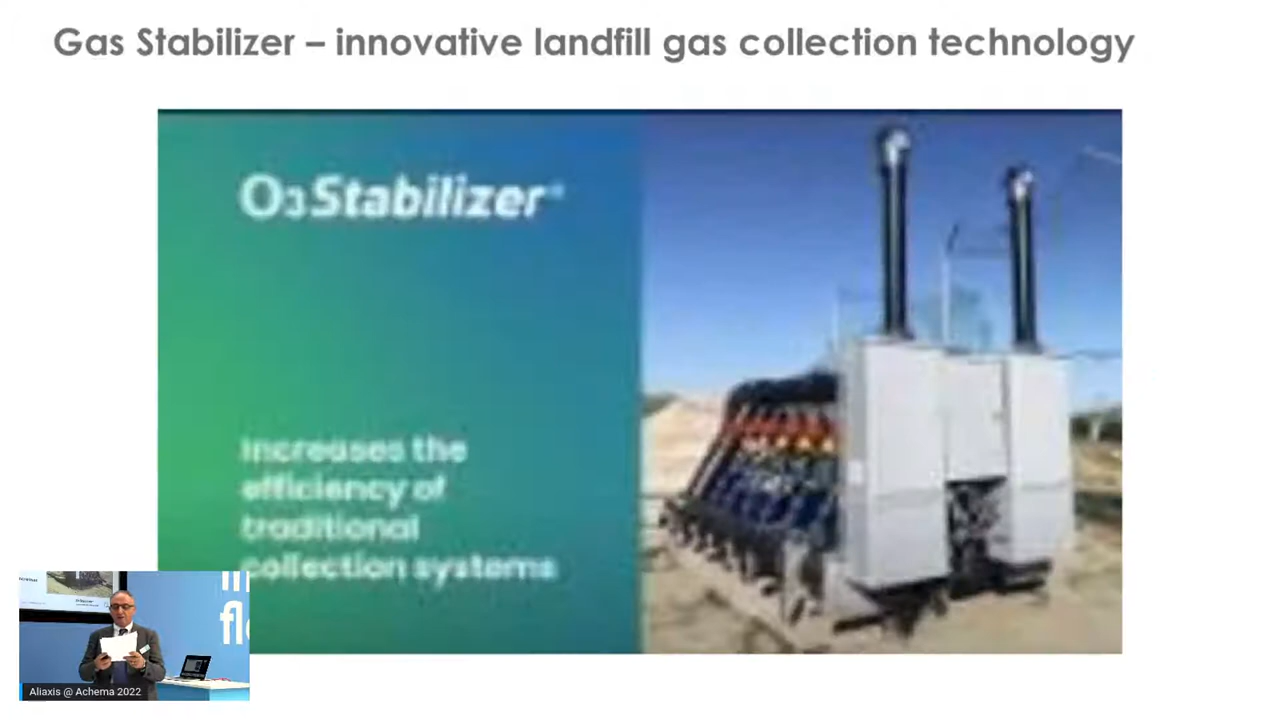 Gas Stabilizer – innovative landfill gas collection technology
O3Stabilizer
Increases the
efficiency of
traditional
collection systems
Aliaxis @ Achema 2022